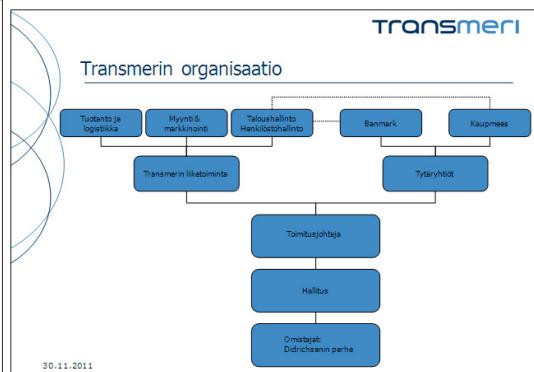 Transmeri
Transmerin organisaatio
Tuotanto ja
logistiikka
Myynti &
markkinointi
Taloushallinto
Henkilöstöhallinto
Banmark
Kaupmees
Transmerin liiketoiminta
Tytäryhtiöt
Toimitusjohtaja
Hallitus
Omistajat:
Didrichsenin perhe
30.11.2011